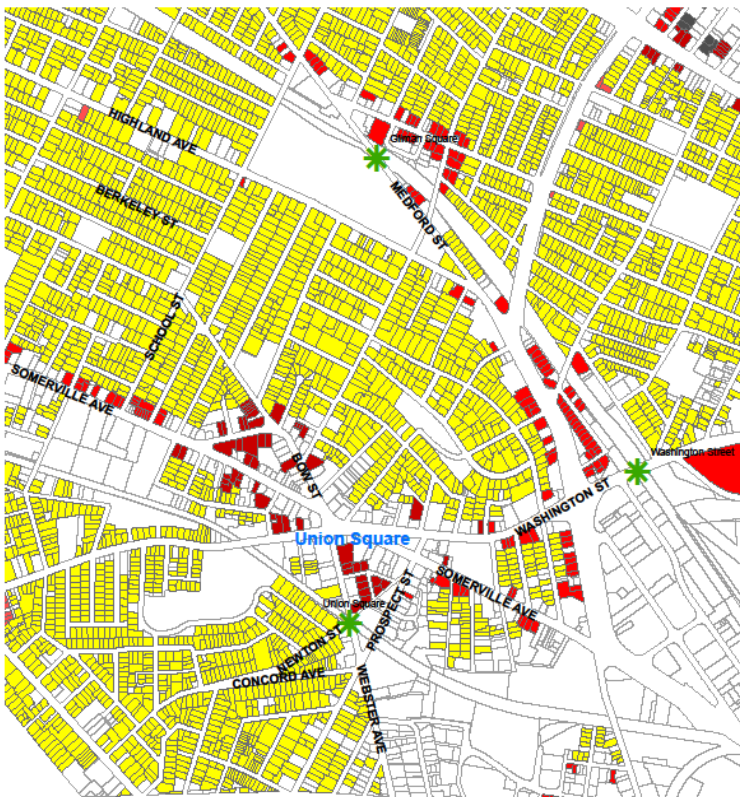 HIGHLAND AVE
Gilman Square
BERKELEY ST
MEDFORD ST
SCHOOL ST
SOMERVILLE AVE
Washington Street
BOW ST
WASHINGTON ST
Union Square
SOMERVILLE AVE
PROSPECT ST
Union Square
NEWTON ST
CONCORD AVE
WEBSTER AVE